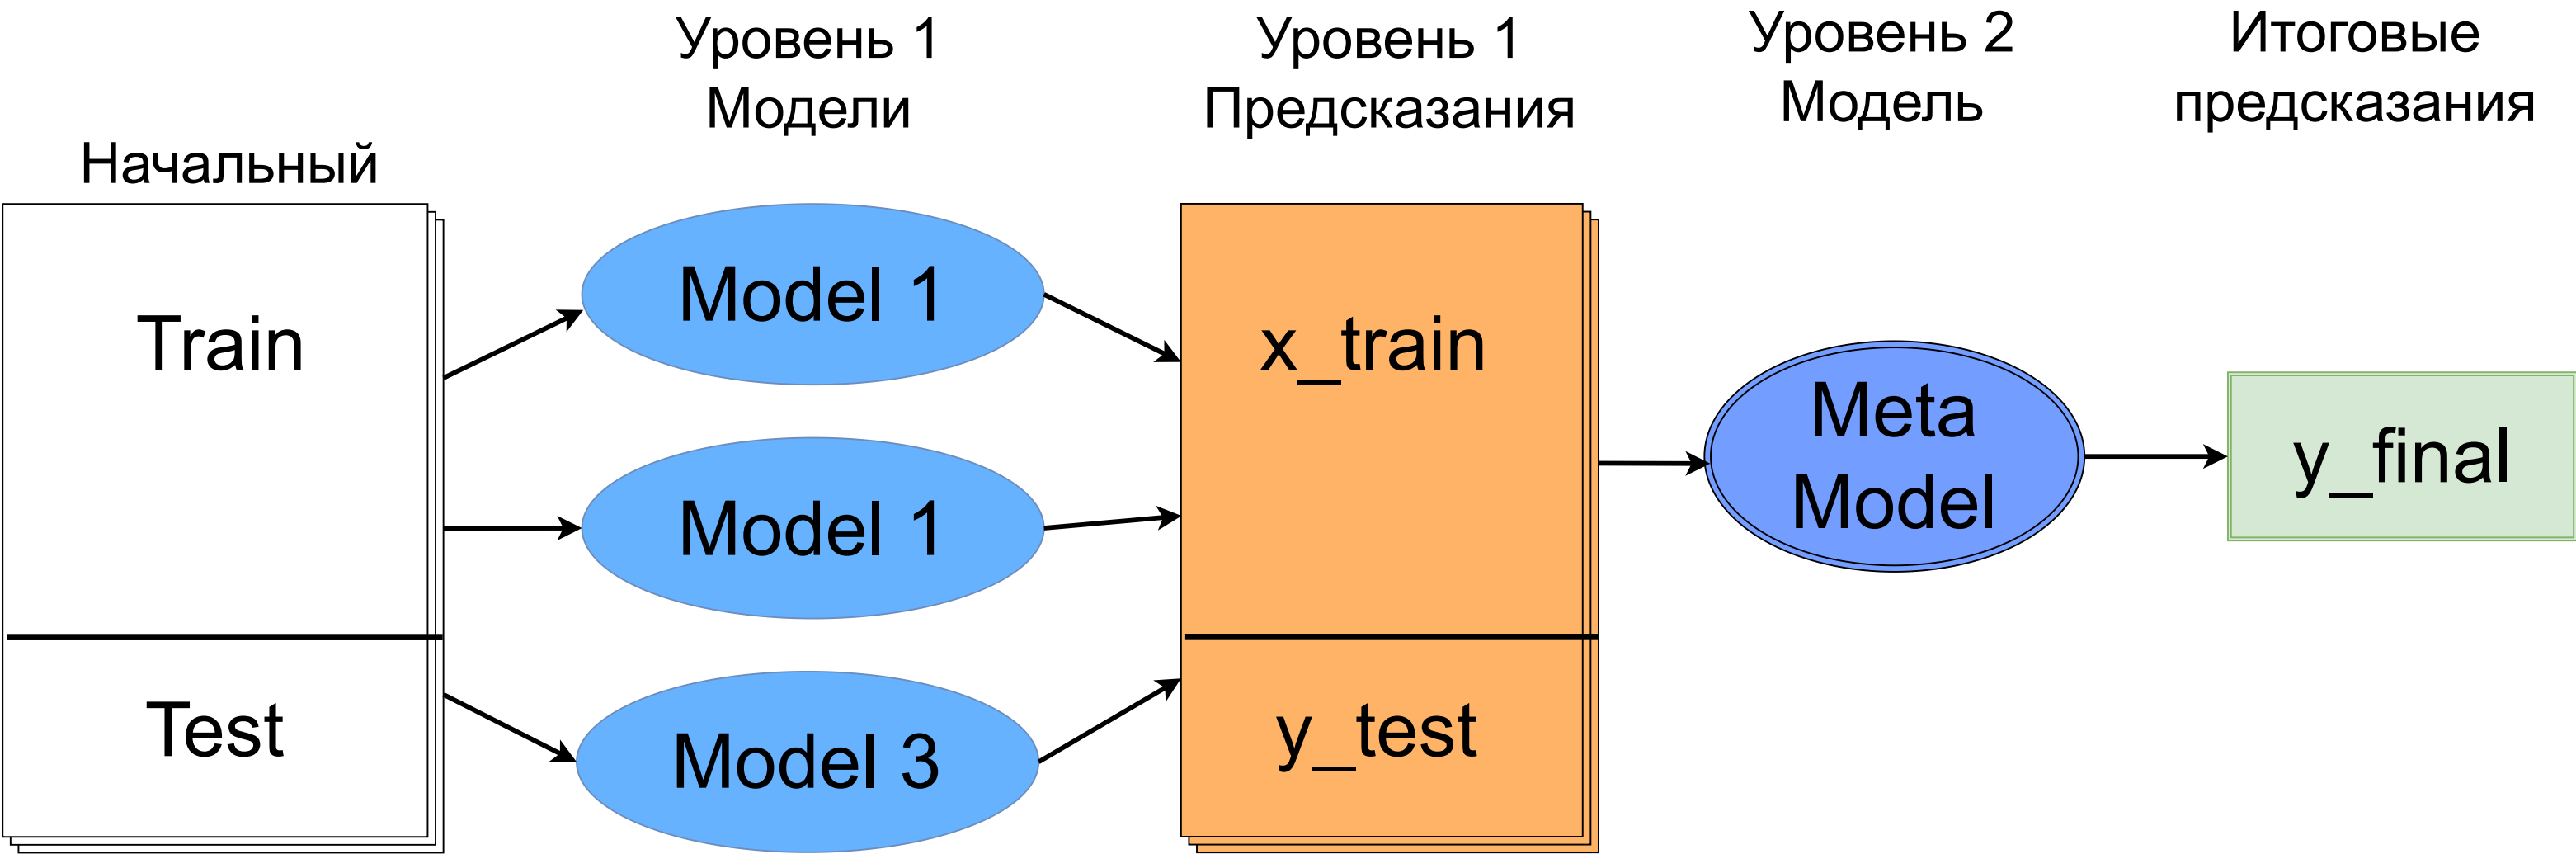 Начальный
Train
Test
Уровень 1
Модели
Model 1
Model 1
Model 3
Уровень 1
Предсказания
x_train
y_test
Уровень 2
Модель
Meta
Model
Итоговые
предсказания
y_final